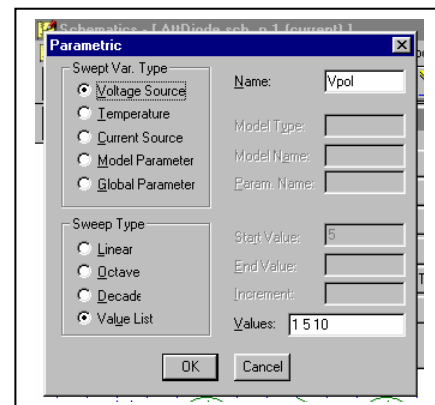 Schematics - [ AttDiode.sch p.1 (current) ]
Parametric
Swept Var. Type
Voltage Source
Temperature
Current Source
Model Parameter
Global Parameter
Name: Vpol
Model Type:
Model Name:
Param. Name:
Sweep Type
Linear
Octave
Decade
Value List
Start Value: 5
End Value:
Increment:
Values: 1 5 10
OK
Cancel